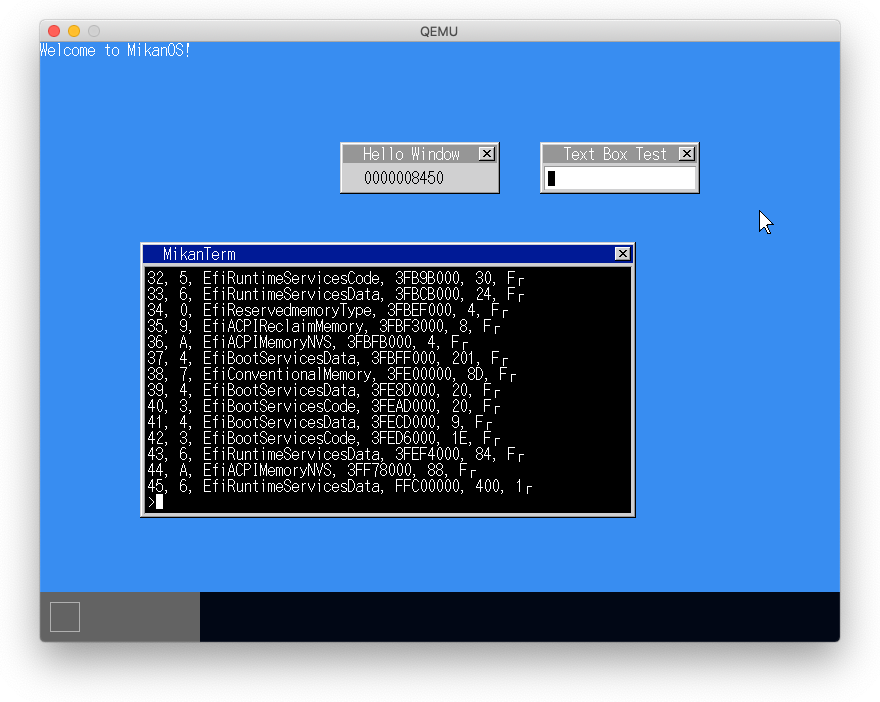 QEMU
Welcome to MikanOS!
Hello Window
0000008450
Text Box Test
MikanTerm
32, 5, EfiRuntimeServicesCode, 3FB9B000, 30, F┌
33, 6, EfiRuntimeServicesData, 3FBCB000, 24, F┌
34, 0, EfiReservedmemoryType, 3FBEF000, 4, F┌
35, 9, EfiACPIReclaimMemory, 3FBF3000, 8, F┌
36, A, EfiACPIMemoryNVS, 3FBFB000, 4, F┌
37, 4, EfiBootServicesData, 3FBFF000, 201, F┌
38, 7, EfiConventionalMemory, 3FE00000, 8D, F┌
39, 4, EfiBootServicesData, 3FE8D000, 20, F┌
40, 3, EfiBootServicesCode, 3FEAD000, 20, F┌
41, 4, EfiBootServicesData, 3FECD000, 9, F┌
42, 3, EfiBootServicesCode, 3FED6000, 1E, F┌
43, 6, EfiRuntimeServicesData, 3FEF4000, 84, F┌
44, A, EfiACPIMemoryNVS, 3FF78000, 88, F┌
45, 6, EfiRuntimeServicesData, FFC00000, 400, 1┌
>